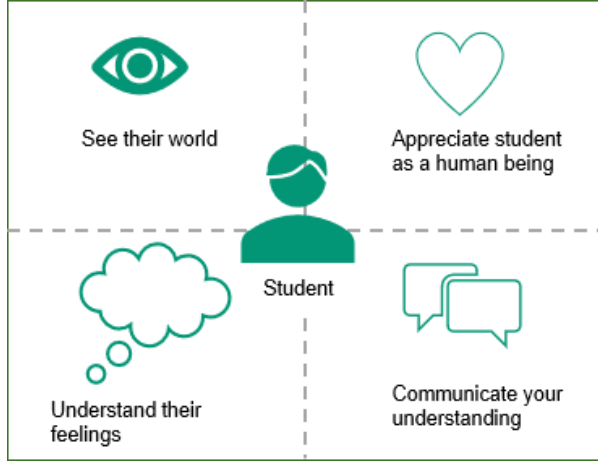 See their world
Appreciate student
as a human being
Student
Understand their
feelings
Communicate your
understanding